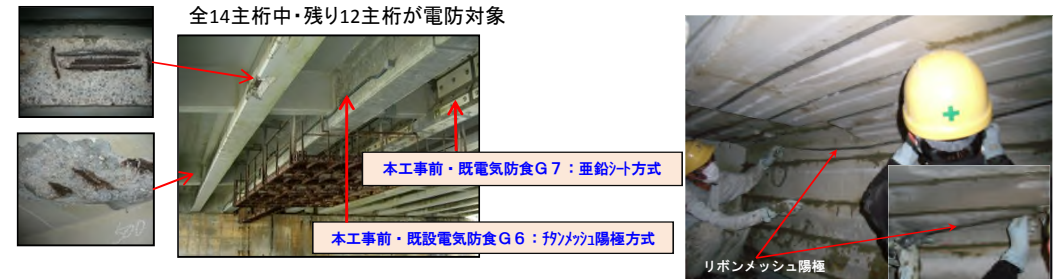 全14主桁中・残り12主桁が電防対象
本工事前・既電気防食G7：亜鉛ｼｰﾄ方式
本工事前・既設電気防食G6：ﾁﾀﾝﾒｯｼｭ陽極方式
リボンメッシュ陽極